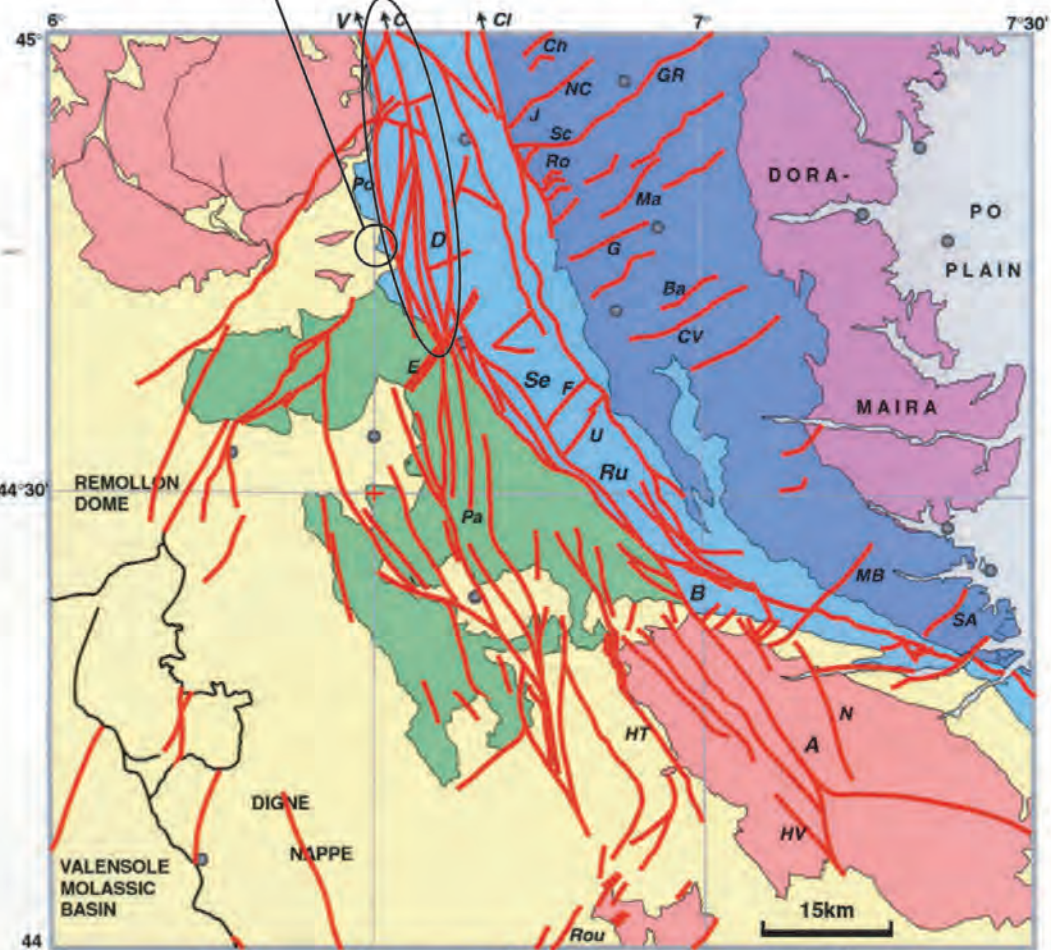 6°
V
C
Cl
7°
7°30'
45°
Ch
NC
GR
J
Sc
Ro
DORA-
Po
Ma
PO
D
G
PLAIN
Ba
CV
E
Se
F
MAIRA
U
Ru
REMOLLON
DOME
44°30'
Pa
MB
B
SA
N
HT
A
DIGNE
NAPPE
HV
VALENSOLE
MOLASSIC
BASIN
15km
Rou
44